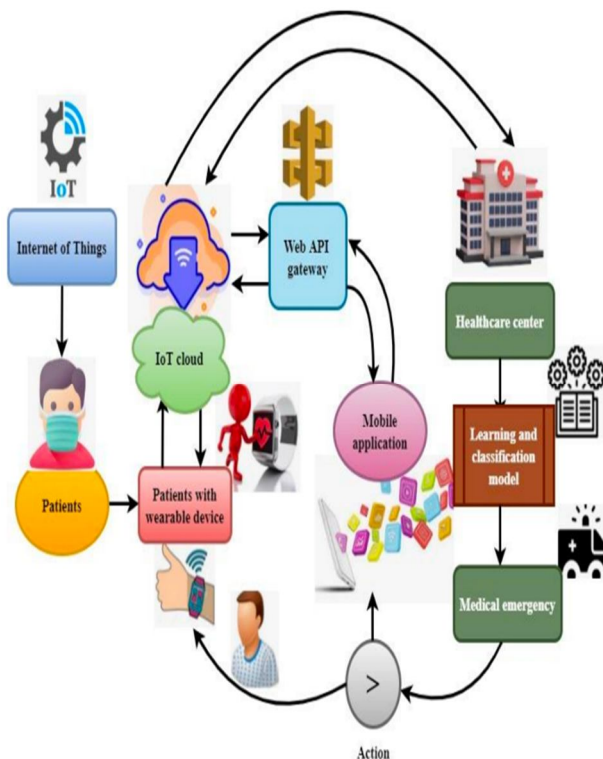 IoT
Internet of Things
Web API
gateway
Healthcare center
IoT cloud
Mobile
application
Learning and
classification
model
Patients
Patients with
wearable device
Medical emergency
>
Action